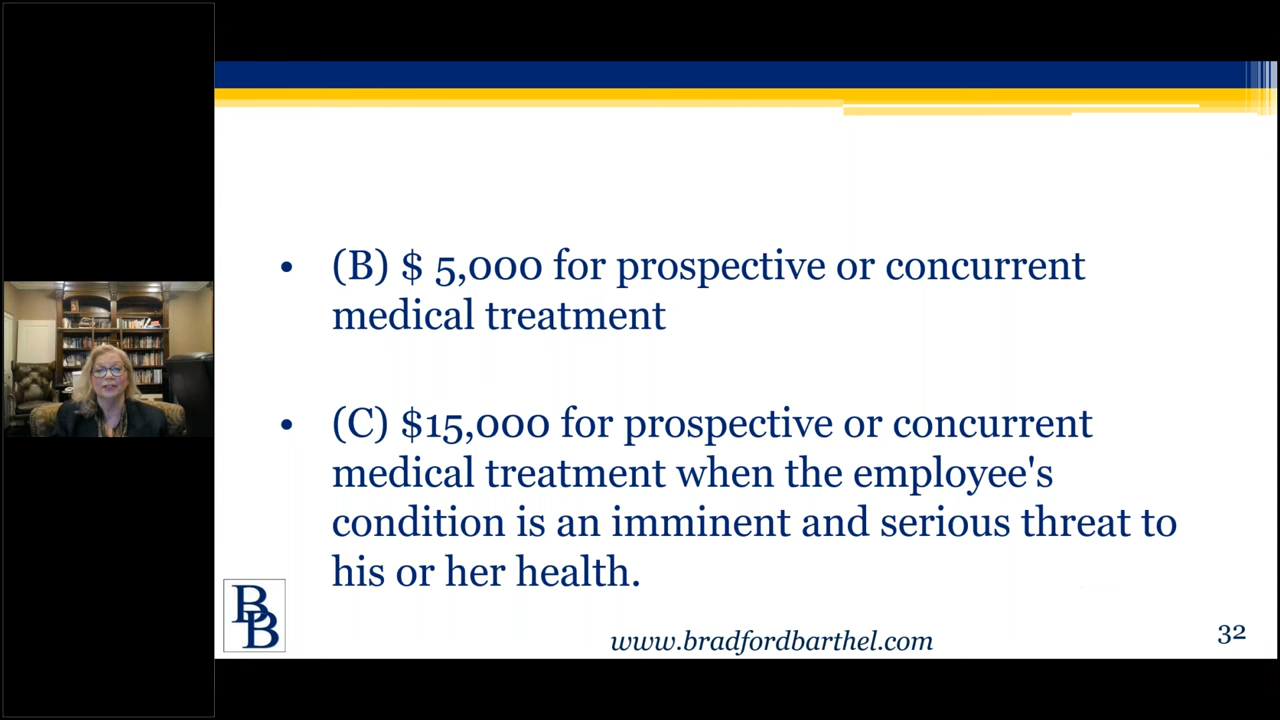 • (B) $ 5,000 for prospective or concurrent
medical treatment
• (C) $15,000 for prospective or concurrent
medical treatment when the employee's
condition is an imminent and serious threat to
his or her health.
BB
www.bradfordbarthel.com
32